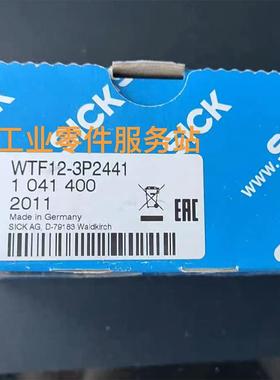 SICK
工业零件服务站
WTF12-3P2441
1 041 400
2011
Made in Germany
SICK AG, D-79183 Waldkirch
EAC
SICK